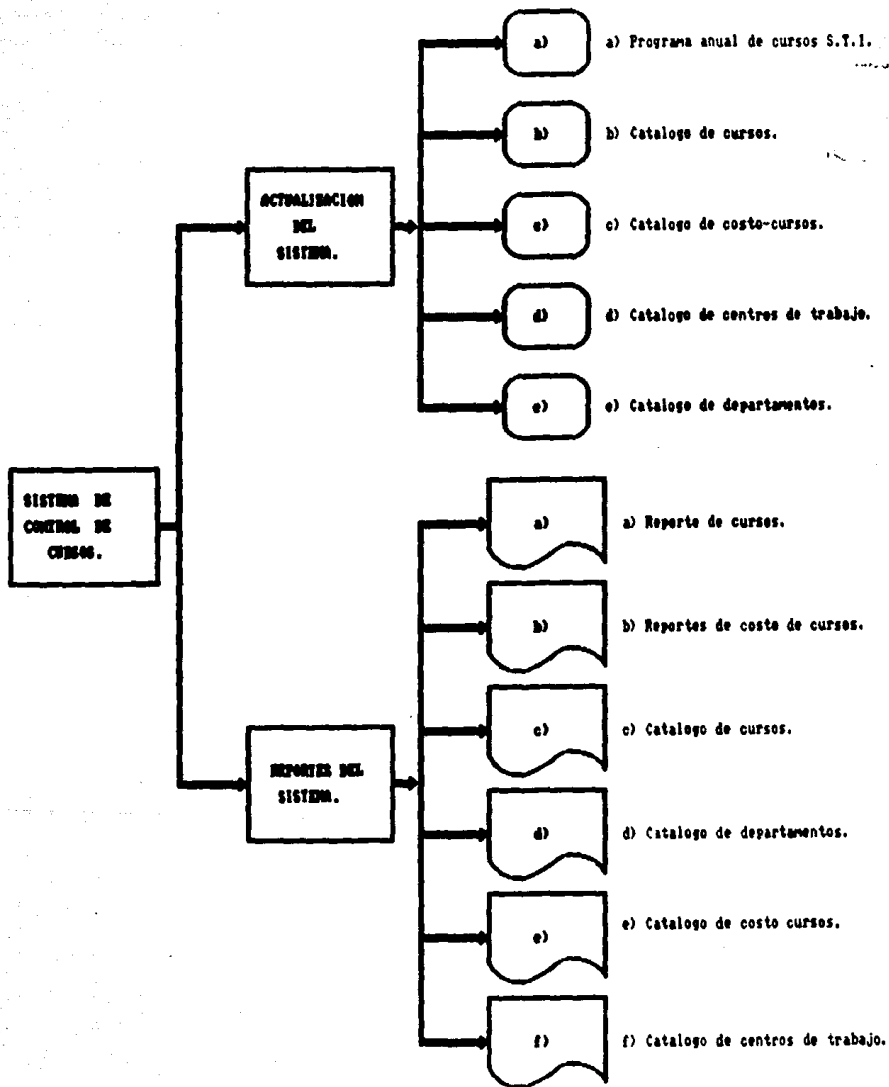 a) a) Programa anual de cursos S.T.I.
b) b) Catalogo de cursos.
ACTUALIZACION
DEL
SISTEMA.
c) c) Catalogo de costo-cursos.
d) d) Catalogo de centros de trabajo.
e) e) Catalogo de departamentos.
SISTEMA DE
CONTROL DE
CURSOS.
a) a) Reporte de cursos.
b) b) Reportes de costo de cursos.
c) c) Catalogo de cursos.
REPORTES DEL
SISTEMA.
d) d) Catalogo de departamentos.
e) e) Catalogo de costo cursos.
f) f) Catalogo de centros de trabajo.